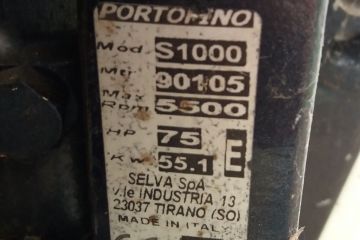 PORTOFINO
Mod S1000
Mtr 90105
Max Rpm 5500
HP 75
Kw 55.1 E
SELVA SpA
V.le INDUSTRIA 13
23037 TIRANO (SO)
MADE IN ITALY